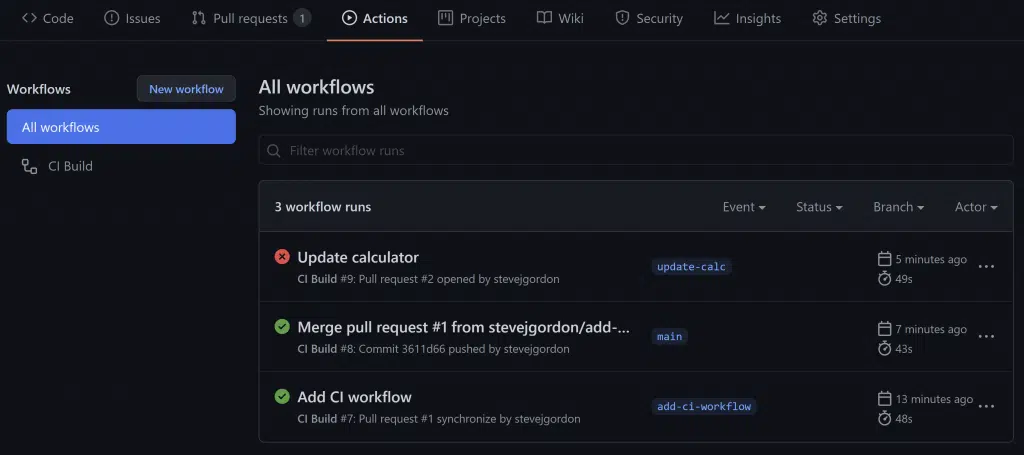 Code Issues Pull requests 1 Actions Projects Wiki Security Insights Settings
Workflows New workflow
All workflows
CI Build
All workflows
Showing runs from all workflows
Filter workflow runs
3 workflow runs Event Status Branch Actor
Update calculator
CI Build #9: Pull request #2 opened by stevejgordon
update-calc
5 minutes ago
49s
Merge pull request #1 from stevejgordon/add-...
CI Build #8: Commit 3611d66 pushed by stevejgordon
main
7 minutes ago
43s
Add CI workflow
CI Build #7: Pull request #1 synchronize by stevejgordon
add-ci-workflow
13 minutes ago
48s